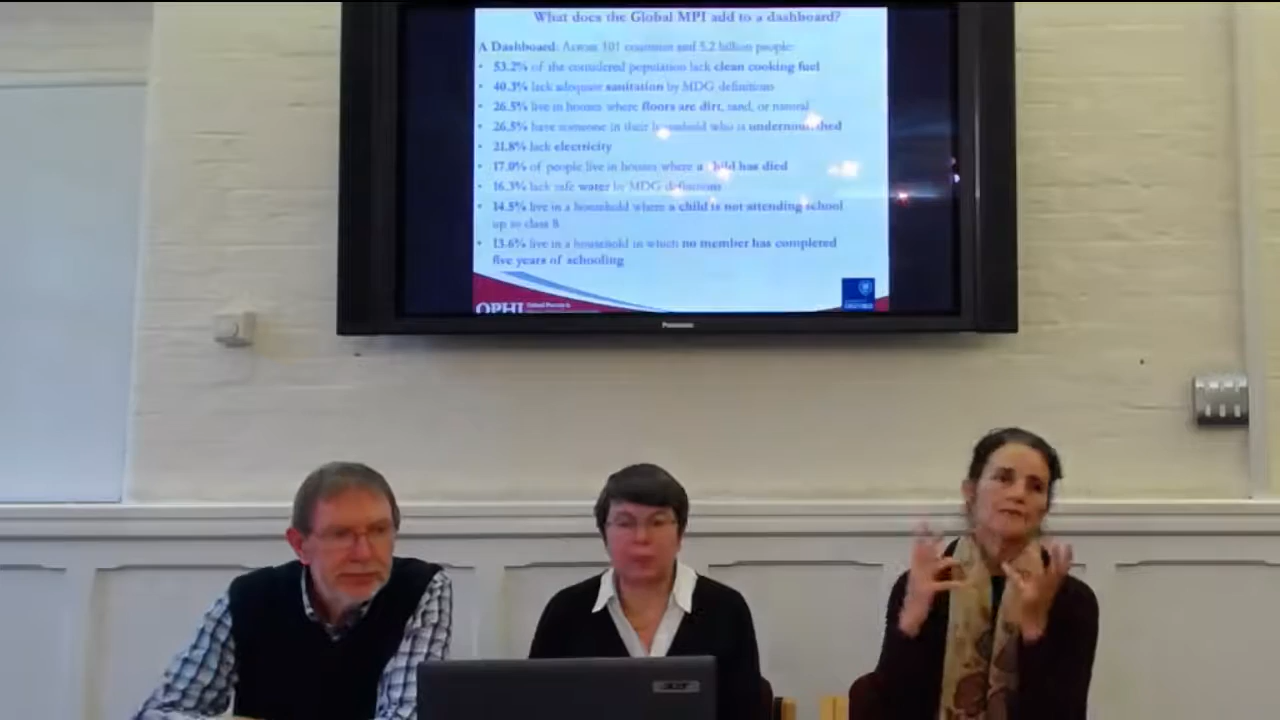 What does the Global MPI add to a dashboard?
A Dashboard: Across 101 countries and 5.2 billion people:
• 53.2% of the considered population lack clean cooking fuel
• 40.3% lack adequate sanitation by MDG definitions
• 26.5% live in houses where floors are dirt, sand, or natural
• 26.5% have someone in their household who is undernourished
• 21.8% lack electricity
• 17.0% of people live in houses where a child has died
• 16.3% lack safe water by MDG definitions
• 14.5% live in a household where a child is not attending school
up to class 8
• 13.6% live in a household in which no member has completed
five years of schooling
OPHI Oxford Poverty &
Panasonic
acer